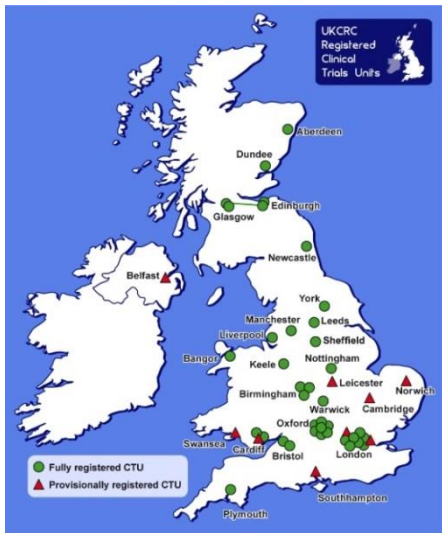 UKCRC
Registered
Clinical
Trials Units
Aberdeen
Dundee
Glasgow
Edinburgh
Newcastle
Belfast
York
Manchester
Leeds
Liverpool
Sheffield
Bangor
Keele
Nottingham
Norwich
Leicester
Birmingham
Cambridge
Warwick
Oxford
Swansea
Cardiff
Bristol
London
Southhampton
Plymouth
Fully registered CTU
Provisionally registered CTU